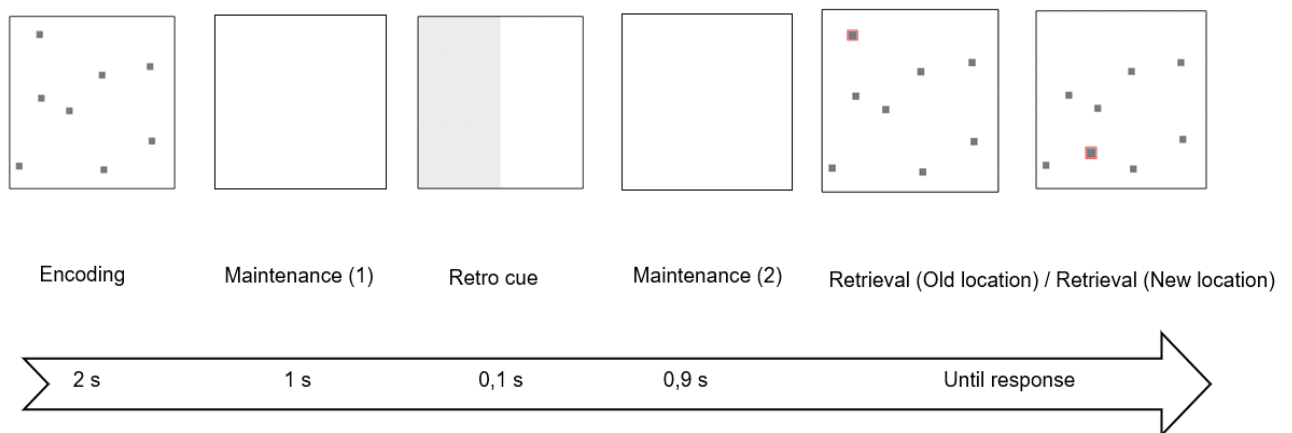 Encoding
Maintenance (1)
Retro cue
Maintenance (2)
Retrieval (Old location) / Retrieval (New location)
2 s
1 s
0,1 s
0,9 s
Until response